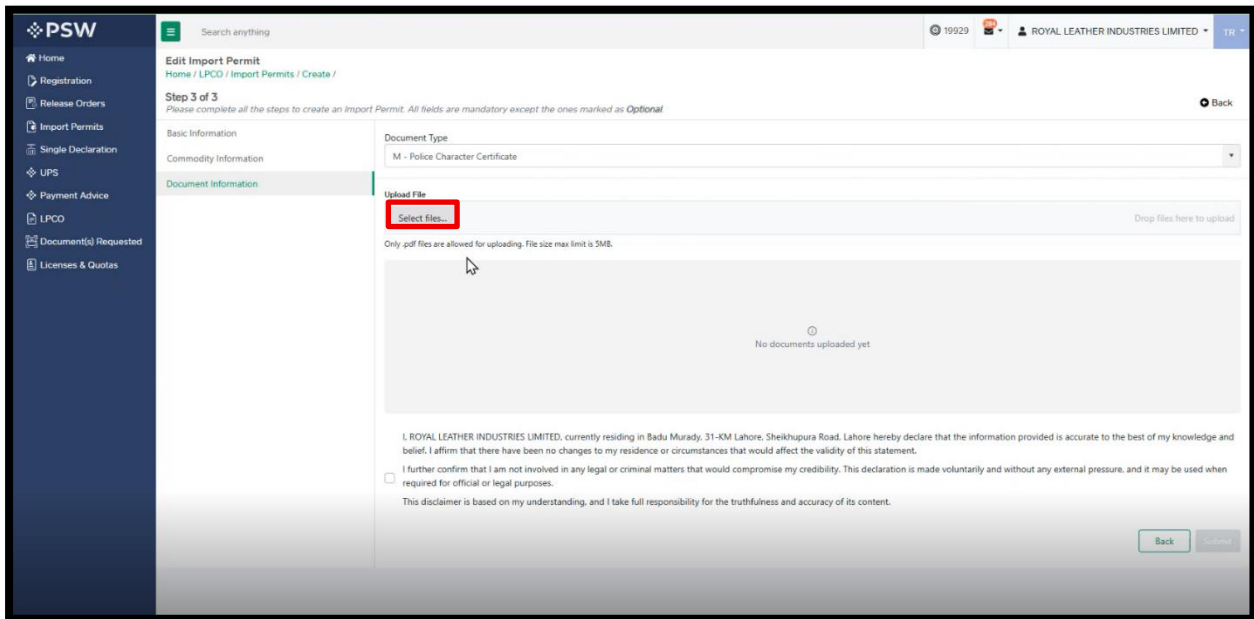 PSW
Search anything
284
19929
ROYAL LEATHER INDUSTRIES LIMITED
TR
Home
Registration
Release Orders
Import Permits
Single Declaration
UPS
Payment Advice
LPCO
Document(s) Requested
Licenses & Quotas
Edit Import Permit
Home / LPCO / Import Permits / Create /
Step 3 of 3
Please complete all the steps to create an Import Permit. All fields are mandatory except the ones marked as Optional.
Back
Basic Information
Commodity Information
Document Information
Document Type
M - Police Character Certificate
Upload File
Select files...
Drop files here to upload
Only .pdf files are allowed for uploading. File size max limit is 5MB.
No documents uploaded yet
I, ROYAL LEATHER INDUSTRIES LIMITED, currently residing in Badu Murady, 31-KM Lahore, Sheikhupura Road, Lahore hereby declare that the information provided is accurate to the best of my knowledge and
belief. I affirm that there have been no changes to my residence or circumstances that would affect the validity of this statement.
I further confirm that I am not involved in any legal or criminal matters that would compromise my credibility. This declaration is made voluntarily and without any external pressure, and it may be used when
required for official or legal purposes.
This disclaimer is based on my understanding, and I take full responsibility for the truthfulness and accuracy of its content.
Back
Submit